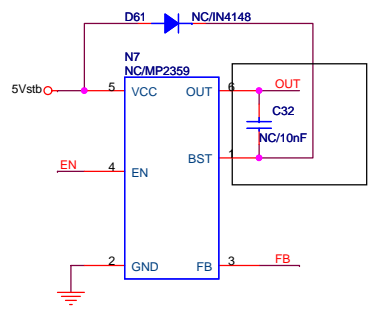 D61 NC/IN4148
N7
NC/MP2359
5Vstb 5 VCC OUT 6 OUT
C32
NC/10nF
EN 4 EN BST 1
2 GND FB 3 FB